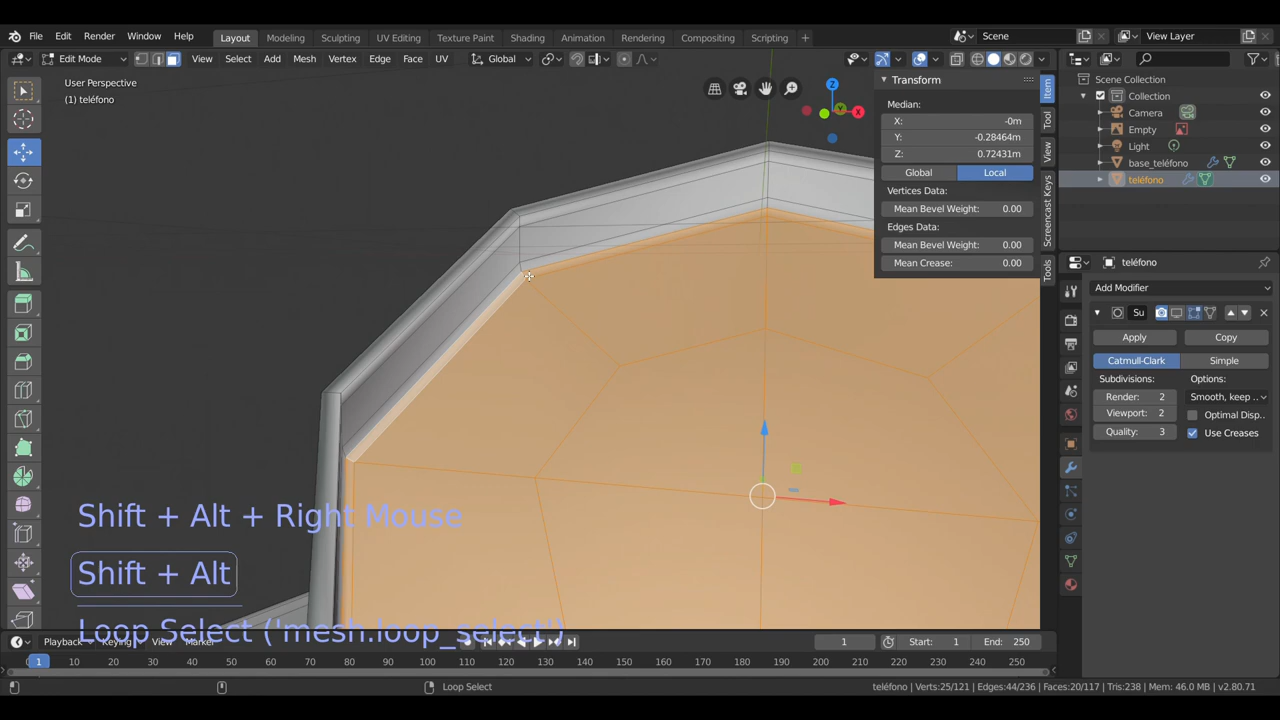 File Edit Render Window Help
Layout Modeling Sculpting UV Editing Texture Paint Shading Animation Rendering Compositing Scripting +
Scene View Layer
Edit Mode View Select Add Mesh Vertex Edge Face UV Global
User Perspective
(1) teléfono
Z
Y
X
Transform
Median:
X: -0m
Y: -0.28464m
Z: 0.72431m
Global Local
Vertices Data:
Mean Bevel Weight: 0.00
Edges Data:
Mean Bevel Weight: 0.00
Mean Crease: 0.00
Item
Tool
View
Screencast Keys
Tools
Scene Collection
Collection
Camera
Empty
Light
base_teléfono
teléfono
teléfono
Add Modifier
Su
Apply Copy
Catmull-Clark Simple
Subdivisions: Options:
Render: 2 Smooth, keep ..
Viewport: 2 Optimal Disp..
Quality: 3 Use Creases
Shift + Alt + Right Mouse
Shift + Alt
Loop Select ('mesh.loop_select')
Playback Keying View Marker 1 Start: 1 End: 250
1 10 20 30 40 50 60 70 80 90 100 110 120 130 140 150 160 170 180 190 200 210 220 230 240 250
Loop Select
teléfono | Verts:25/121 | Edges:44/236 | Faces:20/117 | Tris:238 | Mem: 46.0 MB | v2.80.71